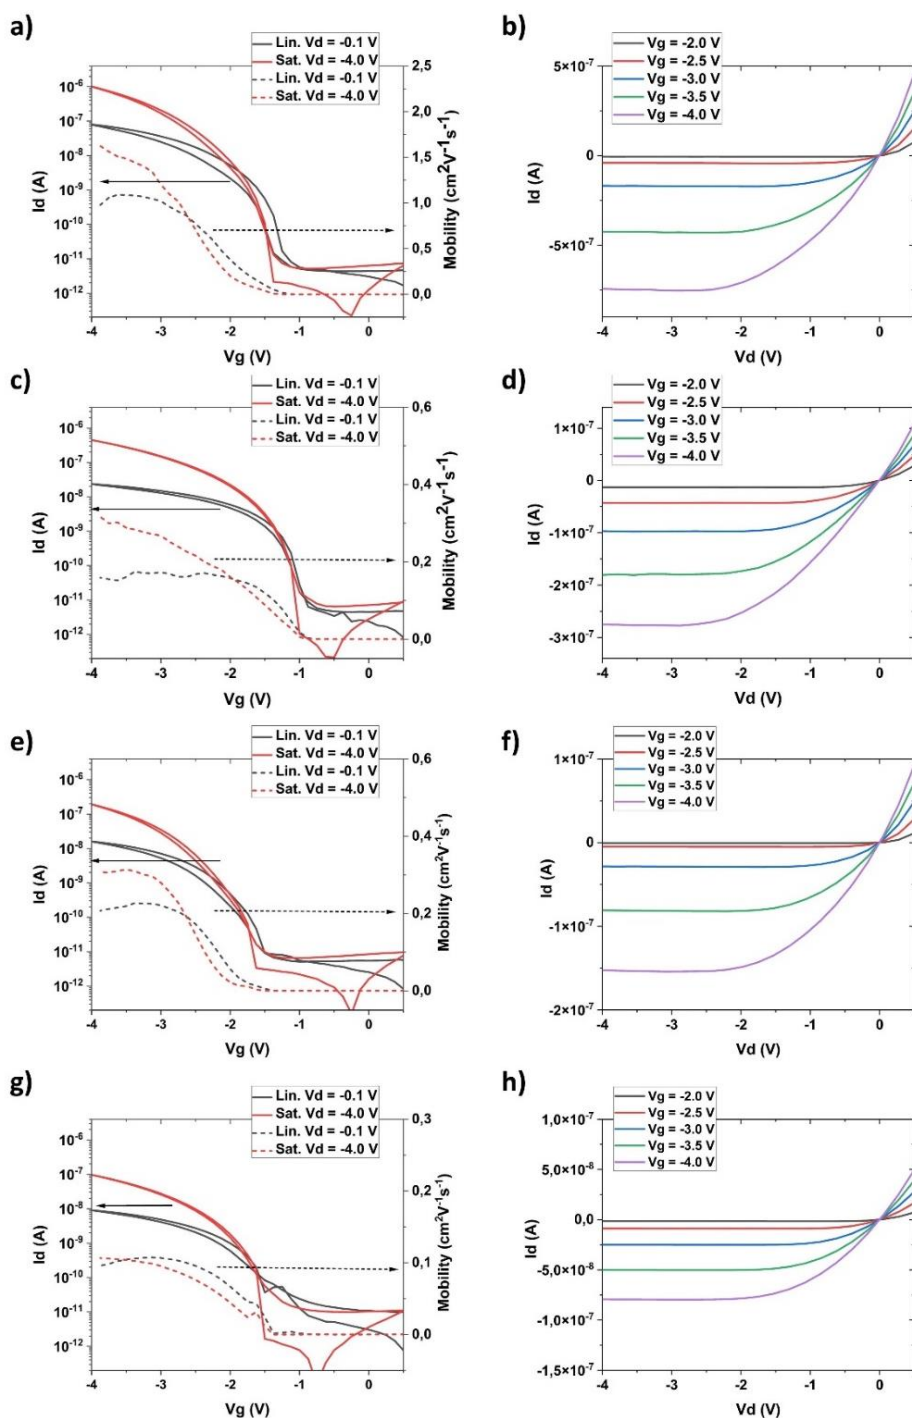 a)
Lin. Vd = -0.1 V
Sat. Vd = -4.0 V
Lin. Vd = -0.1 V
Sat. Vd = -4.0 V
10⁻⁶
10⁻⁷
10⁻⁸
10⁻⁹
10⁻¹⁰
10⁻¹¹
10⁻¹²
Id (A)
2,5
2,0
1,5
1,0
0,5
0,0
Mobility (cm²V⁻¹s⁻¹)
-4 -3 -2 -1 0
Vg (V)
b)
Vg = -2.0 V
Vg = -2.5 V
Vg = -3.0 V
Vg = -3.5 V
Vg = -4.0 V
5×10⁻⁷
0
-5×10⁻⁷
Id (A)
-4 -3 -2 -1 0
Vd (V)
c)
Lin. Vd = -0.1 V
Sat. Vd = -4.0 V
Lin. Vd = -0.1 V
Sat. Vd = -4.0 V
10⁻⁶
10⁻⁷
10⁻⁸
10⁻⁹
10⁻¹⁰
10⁻¹¹
10⁻¹²
Id (A)
0,6
0,4
0,2
0,0
Mobility (cm²V⁻¹s⁻¹)
-4 -3 -2 -1 0
Vg (V)
d)
Vg = -2.0 V
Vg = -2.5 V
Vg = -3.0 V
Vg = -3.5 V
Vg = -4.0 V
1×10⁻⁷
0
-1×10⁻⁷
-2×10⁻⁷
-3×10⁻⁷
Id (A)
-4 -3 -2 -1 0
Vd (V)
e)
Lin. Vd = -0.1 V
Sat. Vd = -4.0 V
Lin. Vd = -0.1 V
Sat. Vd = -4.0 V
10⁻⁶
10⁻⁷
10⁻⁸
10⁻⁹
10⁻¹⁰
10⁻¹¹
10⁻¹²
Id (A)
0,6
0,4
0,2
0,0
Mobility (cm²V⁻¹s⁻¹)
-4 -3 -2 -1 0
Vg (V)
f)
Vg = -2.0 V
Vg = -2.5 V
Vg = -3.0 V
Vg = -3.5 V
Vg = -4.0 V
1×10⁻⁷
0
-1×10⁻⁷
-2×10⁻⁷
Id (A)
-4 -3 -2 -1 0
Vd (V)
g)
Lin. Vd = -0.1 V
Sat. Vd = -4.0 V
Lin. Vd = -0.1 V
Sat. Vd = -4.0 V
10⁻⁶
10⁻⁷
10⁻⁸
10⁻⁹
10⁻¹⁰
10⁻¹¹
10⁻¹²
Id (A)
0,3
0,2
0,1
0,0
Mobility (cm²V⁻¹s⁻¹)
-4 -3 -2 -1 0
Vg (V)
h)
Vg = -2.0 V
Vg = -2.5 V
Vg = -3.0 V
Vg = -3.5 V
Vg = -4.0 V
1,0×10⁻⁷
5,0×10⁻⁸
0,0
-5,0×10⁻⁸
-1,0×10⁻⁷
-1,5×10⁻⁷
Id (A)
-4 -3 -2 -1 0
Vd (V)